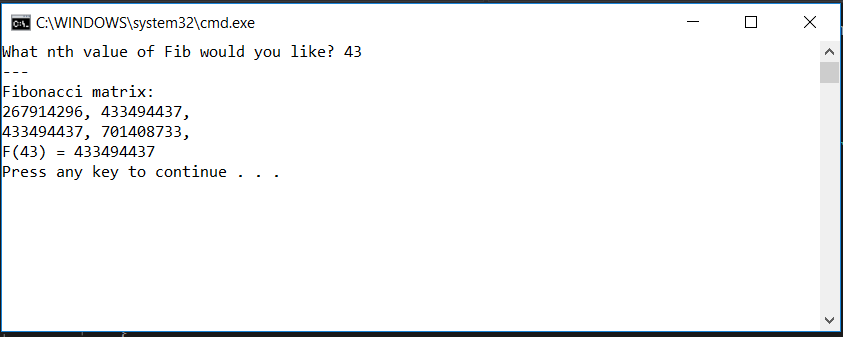 C:\WINDOWS\system32\cmd.exe
What nth value of Fib would you like? 43
---
Fibonacci matrix:
267914296, 433494437,
433494437, 701408733,
F(43) = 433494437
Press any key to continue . . .